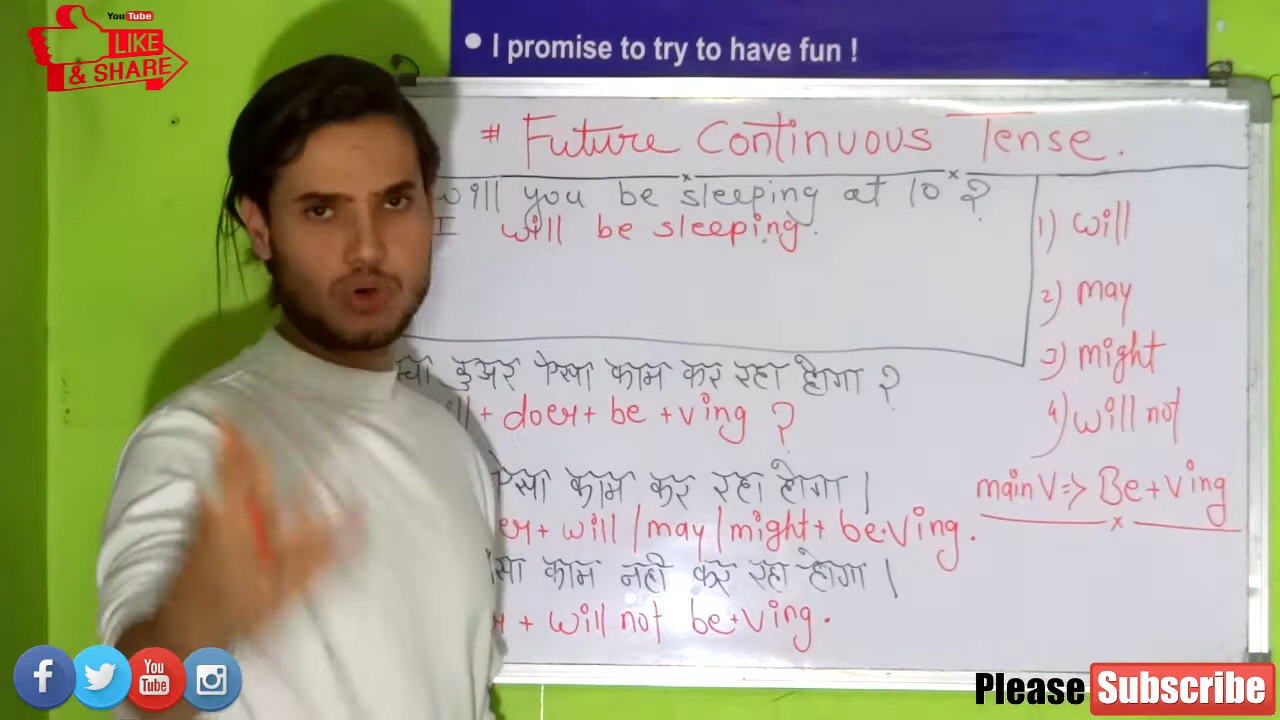 YouTube
LIKE
& SHARE
• I promise to try to have fun !
# Future Continuous Tense.
will you be sleeping at 10 ?
I will be sleeping.
1) will
2) may
3) might
4) will not
main V => Be + Ving
कुअर ऐसा काम कर रहा होगा ?
+ doer + be + ving ?
ऐसा काम कर रहा होगा |
er + will / may / might + be + Ving.
काम नही कर रहा होगा |
+ will not be + Ving.
You
Tube
Please Subscribe